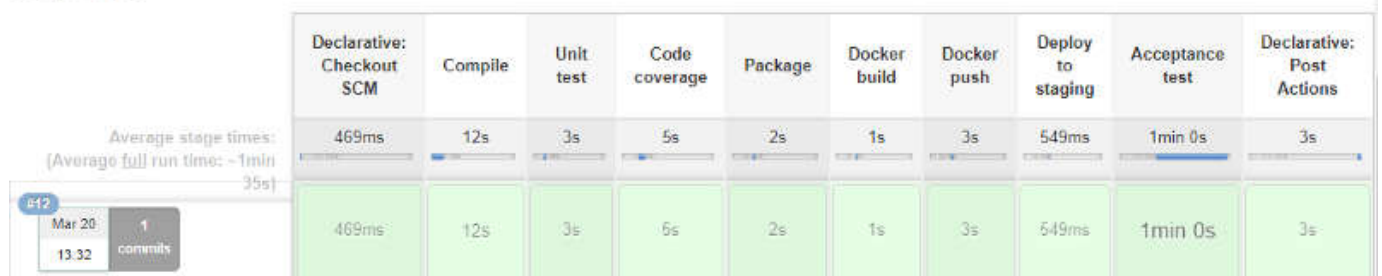 Declarative: Checkout SCM
Compile
Unit test
Code coverage
Package
Docker build
Docker push
Deploy to staging
Acceptance test
Declarative: Post Actions
Average stage times:
(Average full run time: ~1min
35s)
469ms
12s
3s
5s
2s
1s
3s
549ms
1min 0s
3s
#12
Mar 20
13:32
1
commits
469ms
12s
3s
5s
2s
1s
3s
549ms
1min 0s
3s